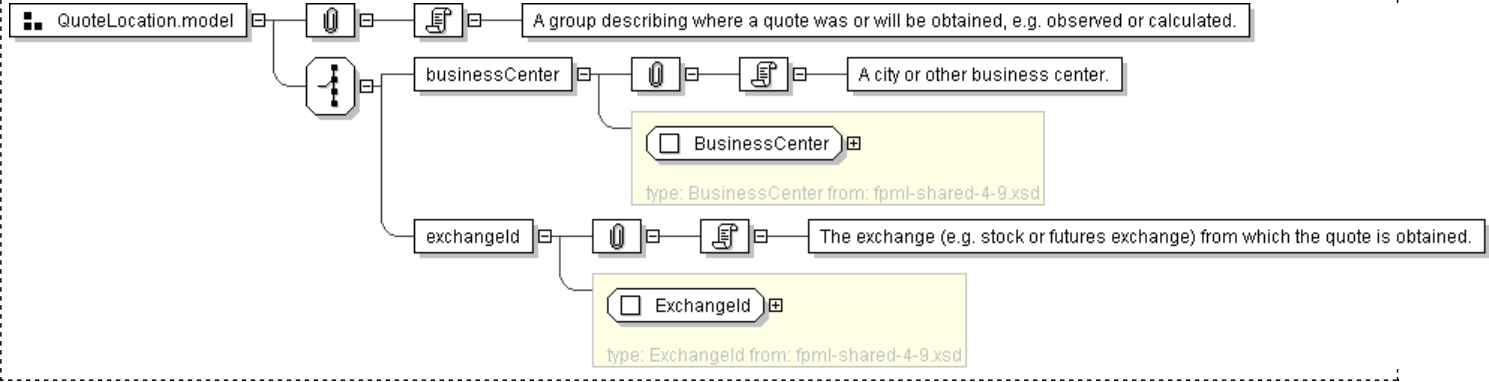 QuoteLocation.model
A group describing where a quote was or will be obtained, e.g. observed or calculated.
businessCenter
A city or other business center.
BusinessCenter
type: BusinessCenter from: fpml-shared-4-9.xsd
exchangeId
The exchange (e.g. stock or futures exchange) from which the quote is obtained.
ExchangeId
type: ExchangeId from: fpml-shared-4-9.xsd